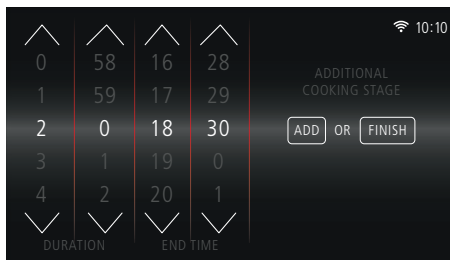 10:10
0 58 16 28
1 59 17 29
2 0 18 30
3 1 19 0
4 2 20 1
DURATION END TIME
ADDITIONAL
COOKING STAGE
ADD OR FINISH